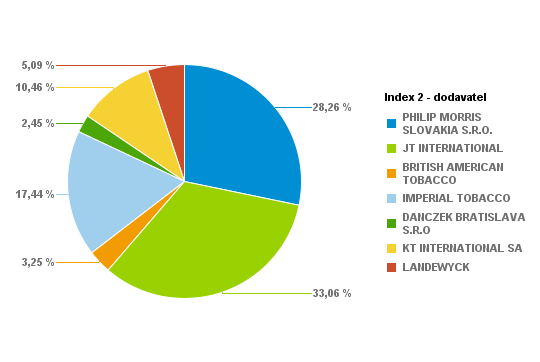 5,09 %
10,46 %
2,45 %
17,44 %
3,25 %
28,26 %
33,06 %
Index 2 - dodavatel
PHILIP MORRIS
SLOVAKIA S.R.O.
JT INTERNATIONAL
BRITISH AMERICAN
TOBACCO
IMPERIAL TOBACCO
DANCZEK BRATISLAVA
S.R.O
KT INTERNATIONAL SA
LANDEWYCK